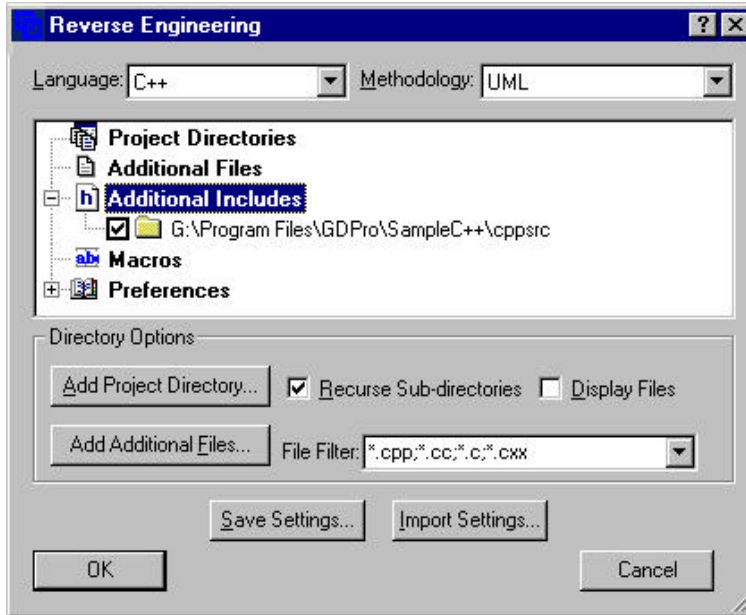 Reverse Engineering
Language: C++ Methodology: UML
Project Directories
Additional Files
h Additional Includes
G:\Program Files\GDPro\SampleC++\cppsrc
ab Macros
Preferences
Directory Options
Add Project Directory... Recurse Sub-directories Display Files
Add Additional Files... File Filter: *.cpp;*.cc;*.c;*.cxx
Save Settings... Import Settings...
OK Cancel